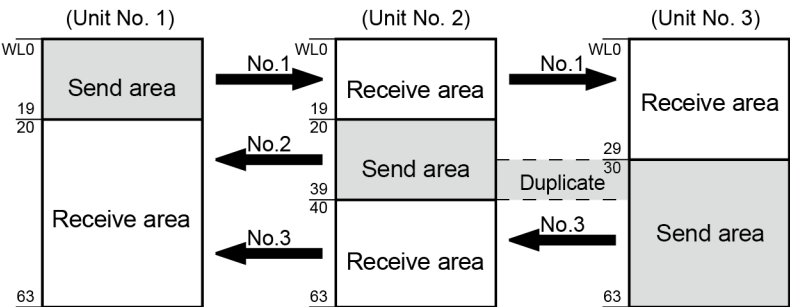 (Unit No. 1) (Unit No. 2) (Unit No. 3)
WL0 WL0 WL0
No.1 No.1
Send area
Receive area
Receive area
19 19
20 20
No.2
29
30
Send area
Duplicate
39
40
Receive area
No.3
No.3
Send area
Receive area
63 63 63